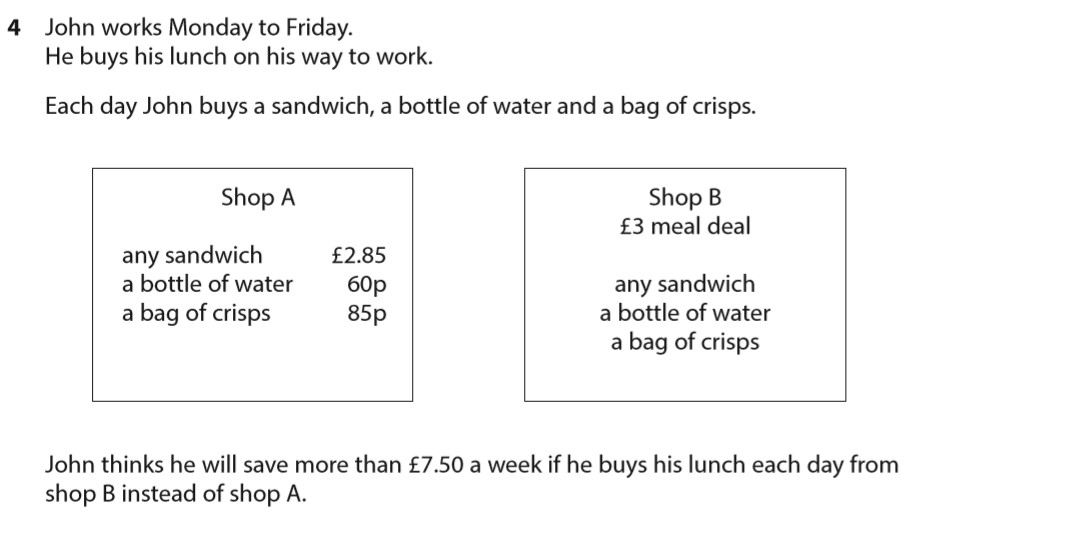 4 John works Monday to Friday.
He buys his lunch on his way to work.
Each day John buys a sandwich, a bottle of water and a bag of crisps.
Shop A
any sandwich £2.85
a bottle of water 60p
a bag of crisps 85p
Shop B
£3 meal deal
any sandwich
a bottle of water
a bag of crisps
John thinks he will save more than £7.50 a week if he buys his lunch each day from
shop B instead of shop A.